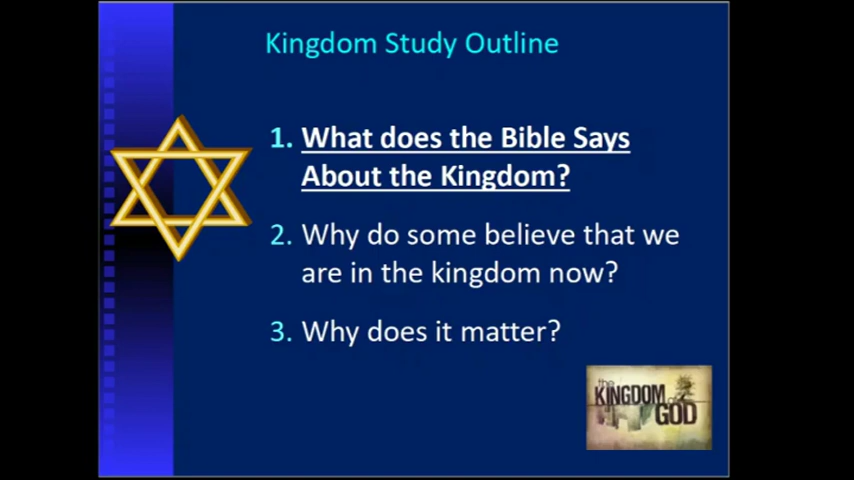 Kingdom Study Outline
1. What does the Bible Says
About the Kingdom?
2. Why do some believe that we
are in the kingdom now?
3. Why does it matter?
the
KINGDOM of
GOD